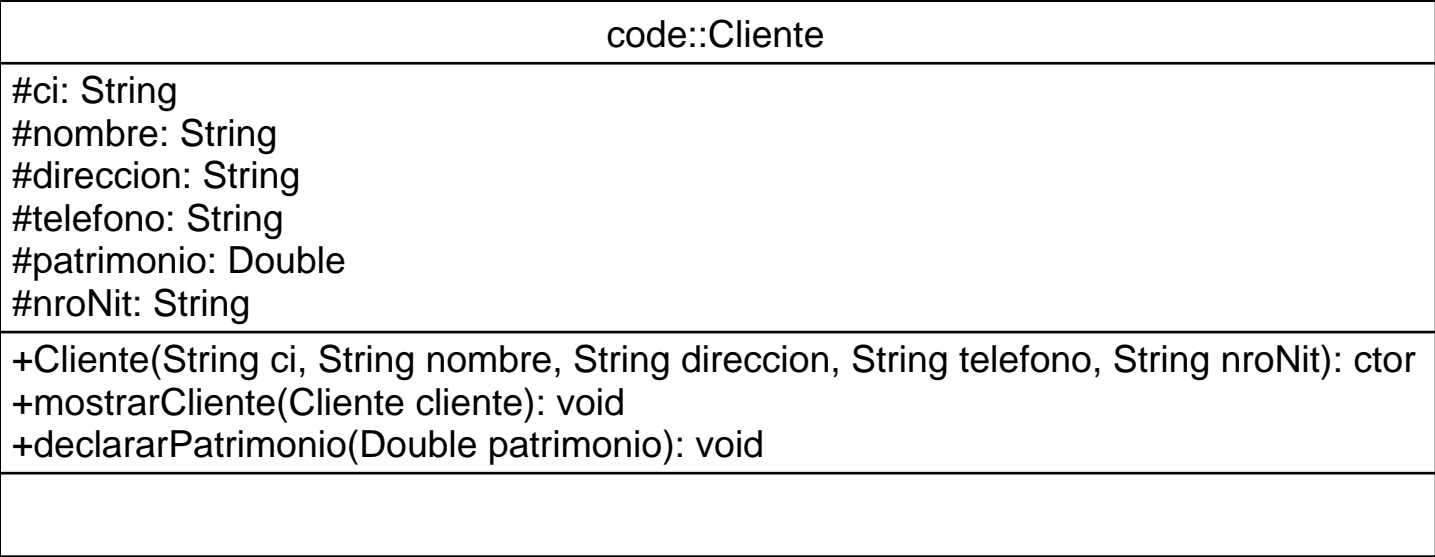 code::Cliente
#ci: String
#nombre: String
#direccion: String
#telefono: String
#patrimonio: Double
#nroNit: String
+Cliente(String ci, String nombre, String direccion, String telefono, String nroNit): ctor
+mostrarCliente(Cliente cliente): void
+declararPatrimonio(Double patrimonio): void